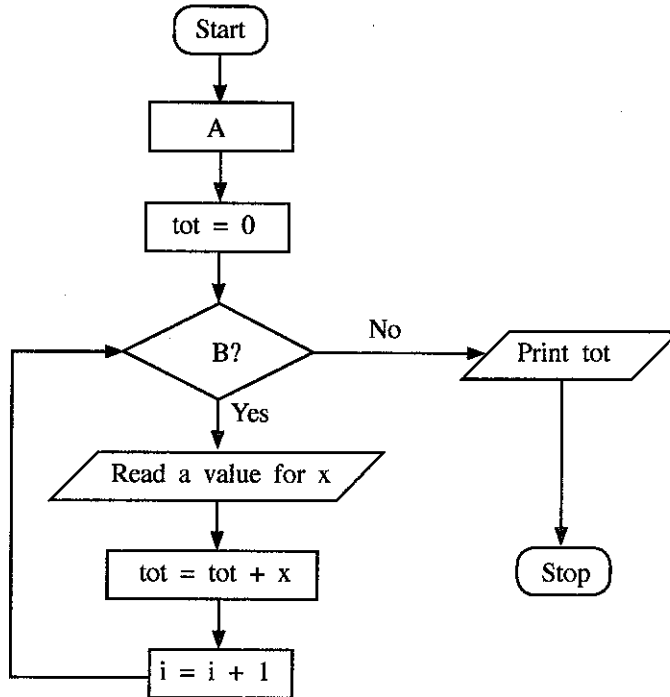 Start
A
tot = 0
B?
No
Print tot
Yes
Read a value for x
tot = tot + x
Stop
i = i + 1